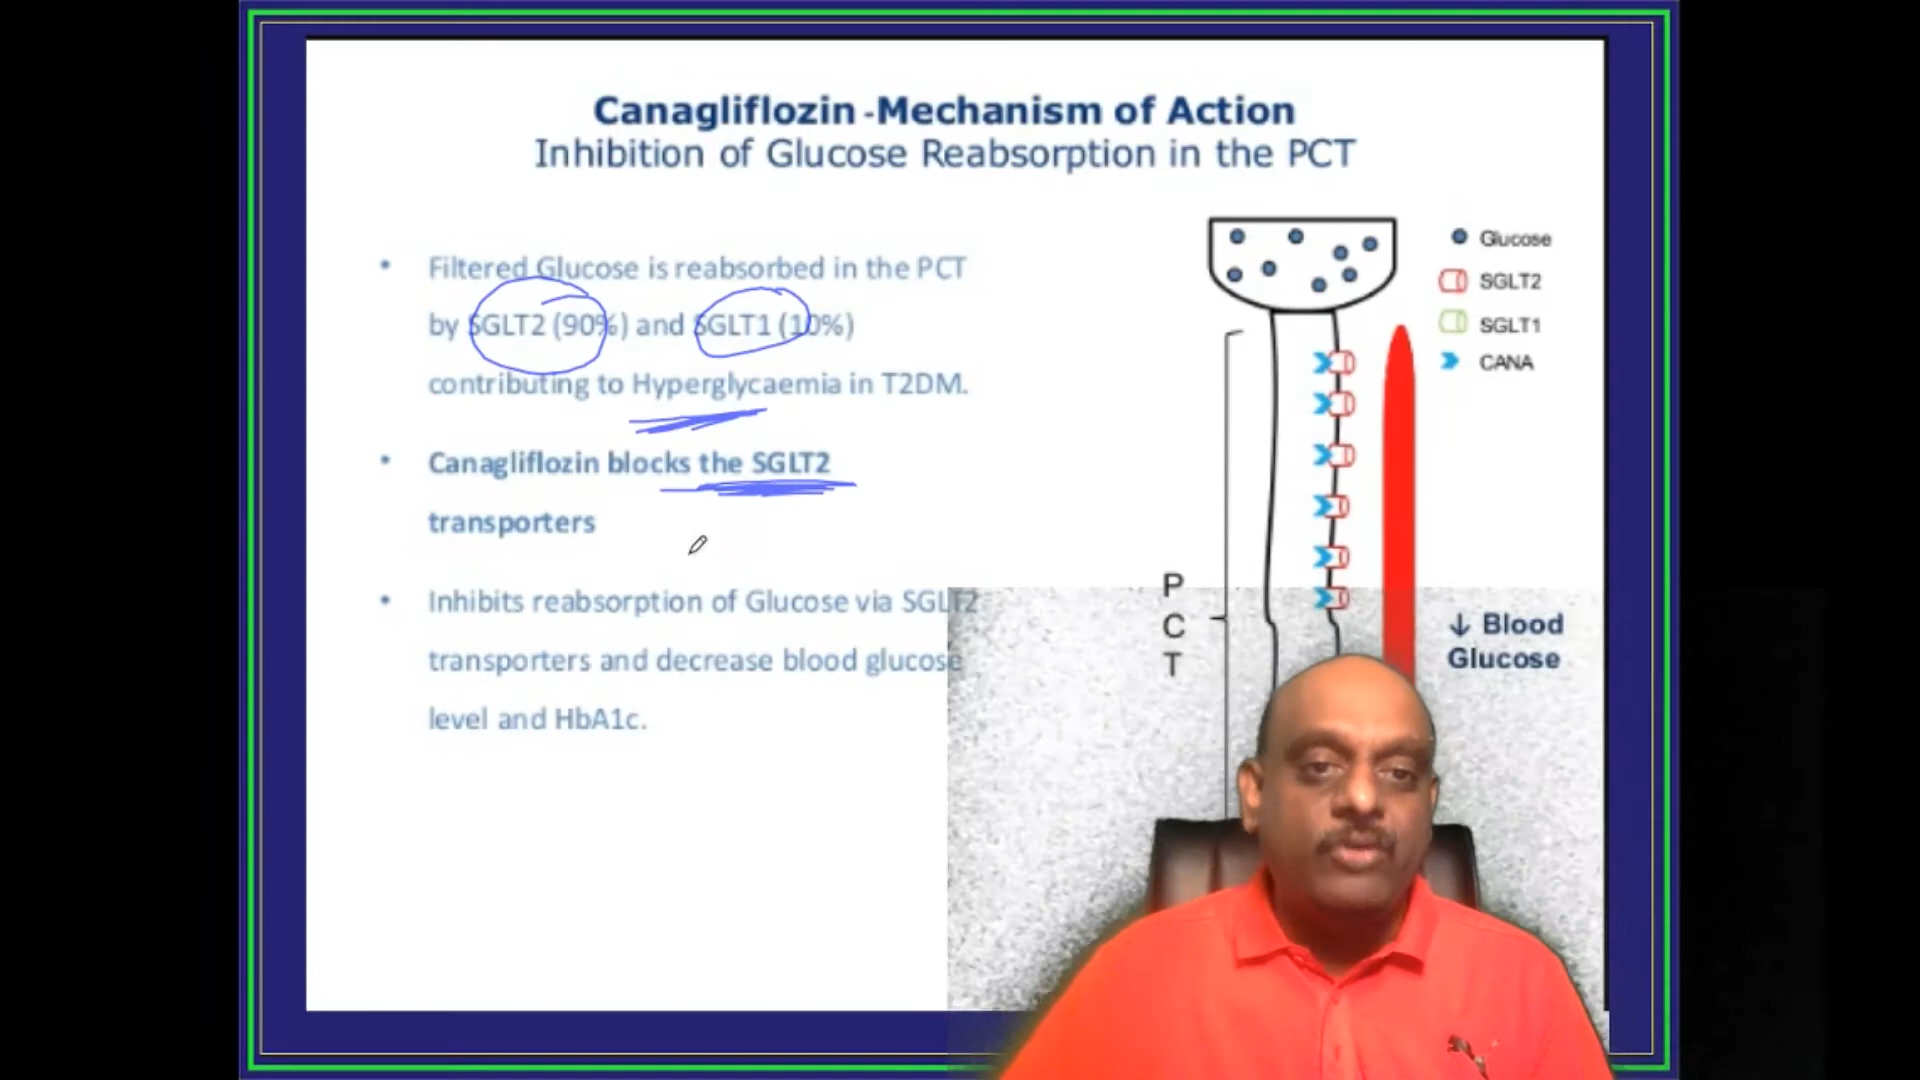 Canagliflozin -Mechanism of Action
Inhibition of Glucose Reabsorption in the PCT
• Filtered Glucose is reabsorbed in the PCT
by SGLT2 (90%) and SGLT1 (10%)
contributing to Hyperglycaemia in T2DM.
• Canagliflozin blocks the SGLT2
transporters
• Inhibits reabsorption of Glucose via SGLT2
transporters and decrease blood glucose
level and HbA1c.
Glucose
SGLT2
SGLT1
CANA
P
C
T
↓ Blood
Glucose